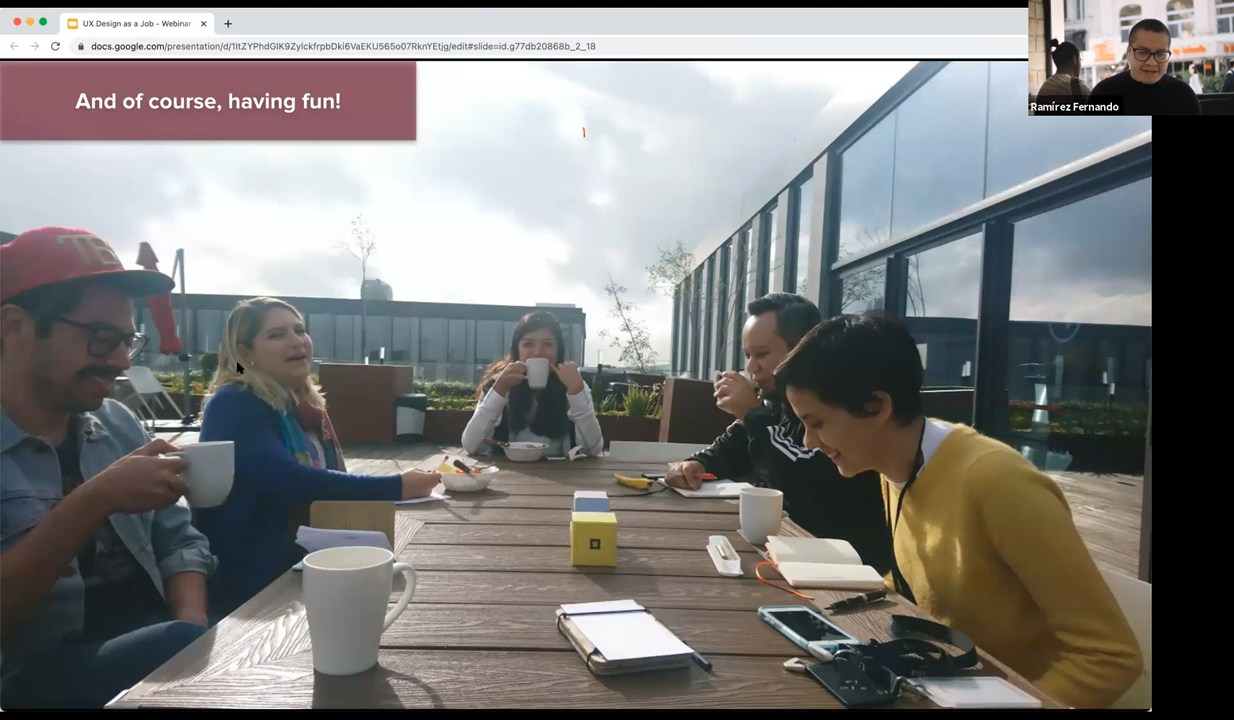 UX Design as a Job - Webinar
docs.google.com/presentation/d/1ItZYPhdGlK9ZylckfrpbDki6VaEKU565o07RknYEtjg/edit#slide=id.g77db20868b_2_18
And of course, having fun!
Ramírez Fernando